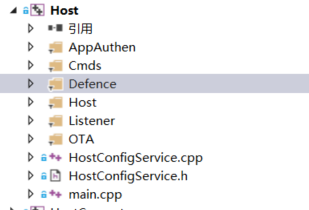 Host
引用
AppAuthen
Cmds
Defence
Host
Listener
OTA
HostConfigService.cpp
HostConfigService.h
main.cpp